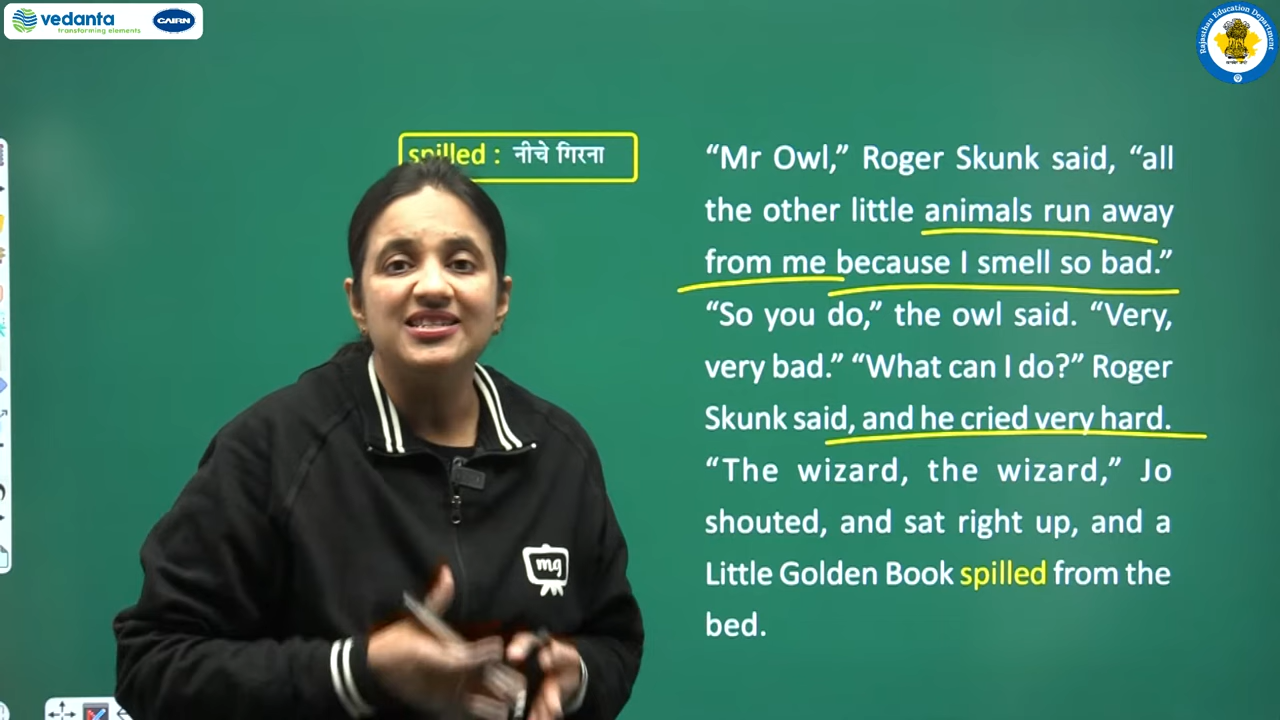 vedanta
transforming elements
CAIRN
Rajasthan Education Department
spilled : नीचे गिरना
“Mr Owl,” Roger Skunk said, “all
the other little animals run away
from me because I smell so bad.”
“So you do,” the owl said. “Very,
very bad.” “What can I do?” Roger
Skunk said, and he cried very hard.
“The wizard, the wizard,” Jo
shouted, and sat right up, and a
Little Golden Book spilled from the
bed.
mg